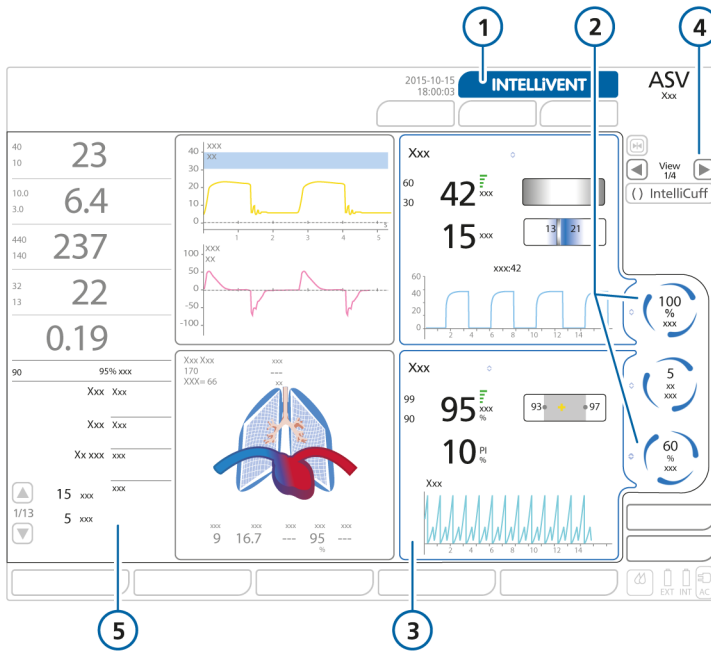 1
2
4
2015-10-15
18:00:03
INTELLiVENT
ASV
Xxx
40
10
23
10.0
3.0
6.4
440
140
237
32
13
22
0.19
90
95% xxx
Xxx Xxx
Xxx Xxx
Xx xxx xxx
xxx
15 xxx
5 xxx
1/13
xxx
xx
40
30
20
10
0
1 2 3 4 5
s
xxx
xx
100
50
0
-50
-100
Xxx Xxx
170
XXX= 66
xxx
---
xx
xxx xxx xxx xxx xxx
9 16.7 --- 95 ---
%
Xxx
60
30
42 xxx
15 xxx
13 21
xxx:42
60
40
20
0
2 4 6 8 10 12 14
Xxx
99
90
95 xxx
%
93 97
10 PI
%
Xxx
2 4 6 8 10 12 14
View
1/4
() IntelliCuff
100
%
xxx
5
xx
xxx
60
%
xxx
EXT INT AC
5
3